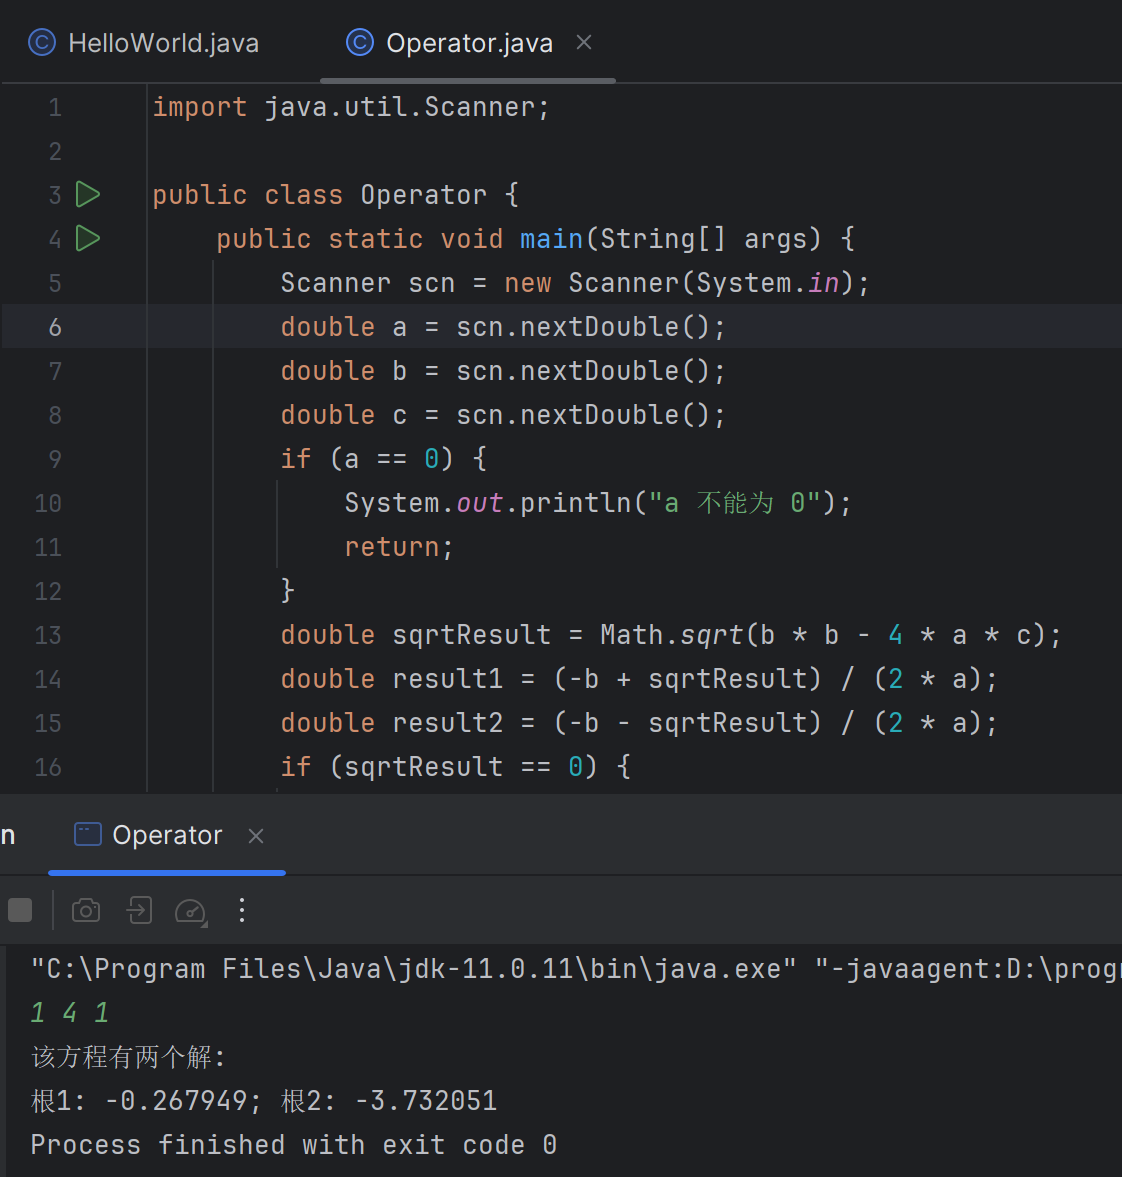 HelloWorld.java Operator.java
1 import java.util.Scanner;
2
3 public class Operator {
4 public static void main(String[] args) {
5 Scanner scn = new Scanner(System.in);
6 double a = scn.nextDouble();
7 double b = scn.nextDouble();
8 double c = scn.nextDouble();
9 if (a == 0) {
10 System.out.println("a 不能为 0");
11 return;
12 }
13 double sqrtResult = Math.sqrt(b * b - 4 * a * c);
14 double result1 = (-b + sqrtResult) / (2 * a);
15 double result2 = (-b - sqrtResult) / (2 * a);
16 if (sqrtResult == 0) {
n Operator
"C:\Program Files\Java\jdk-11.0.11\bin\java.exe" "-javaagent:D:\progr
1 4 1
该方程有两个解:
根1: -0.267949; 根2: -3.732051
Process finished with exit code 0